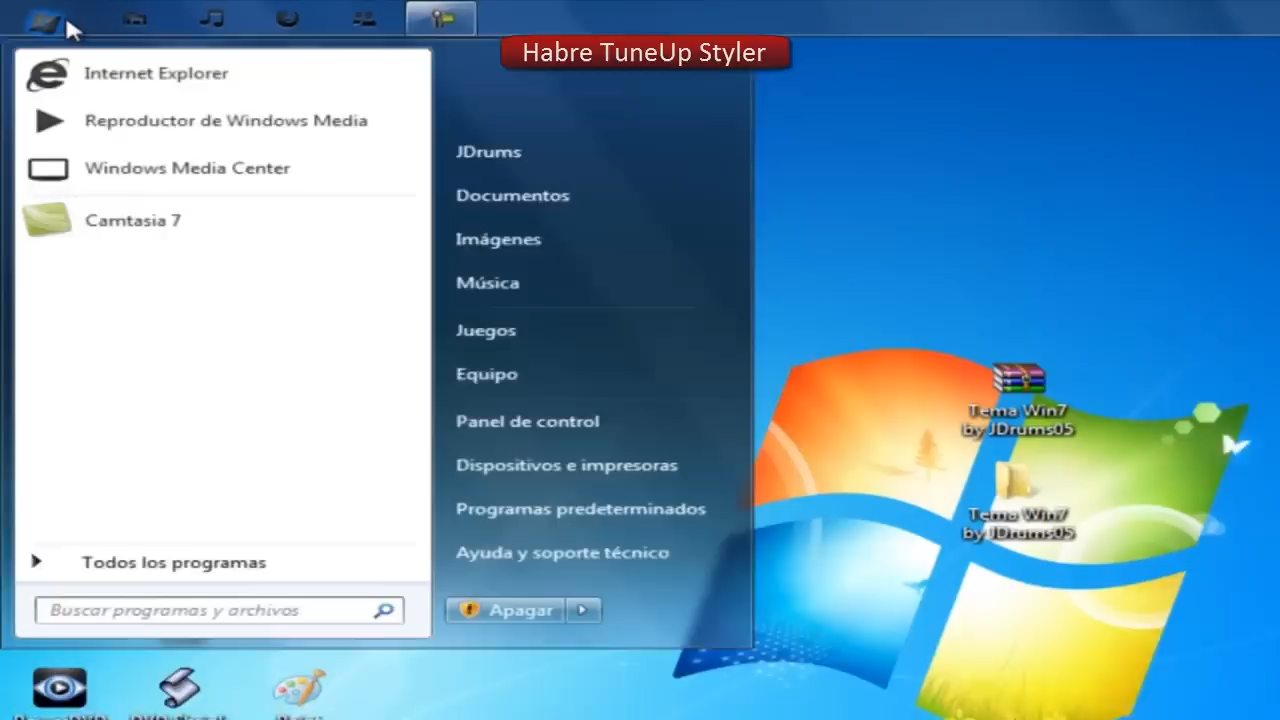 Habre TuneUp Styler
Internet Explorer
Reproductor de Windows Media
Windows Media Center
Camtasia 7
Todos los programas
Buscar programas y archivos
JDrums
Documentos
Imágenes
Música
Juegos
Equipo
Panel de control
Dispositivos e impresoras
Programas predeterminados
Ayuda y soporte técnico
Apagar
Tema Win7
by JDrums05
Tema Win7
by JDrums05